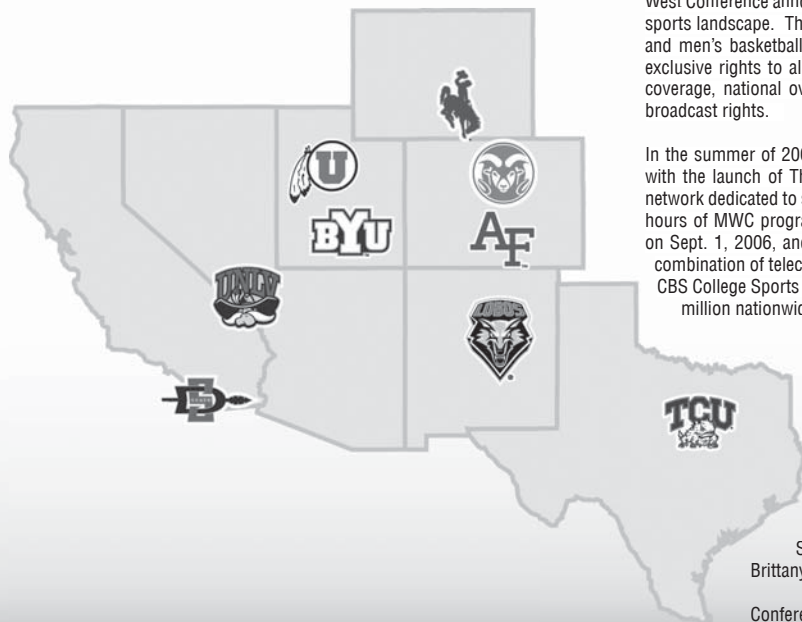 West Conference anno
sports landscape. Th
and men's basketball
exclusive rights to al
coverage, national ov
broadcast rights.
In the summer of 200
with the launch of Th
network dedicated to s
hours of MWC progra
on Sept. 1, 2006, and
combination of telec
CBS College Sports
million nationwid
U
BYU
AF
UNLV
LOBOS
TCU
S
Brittany
Confere